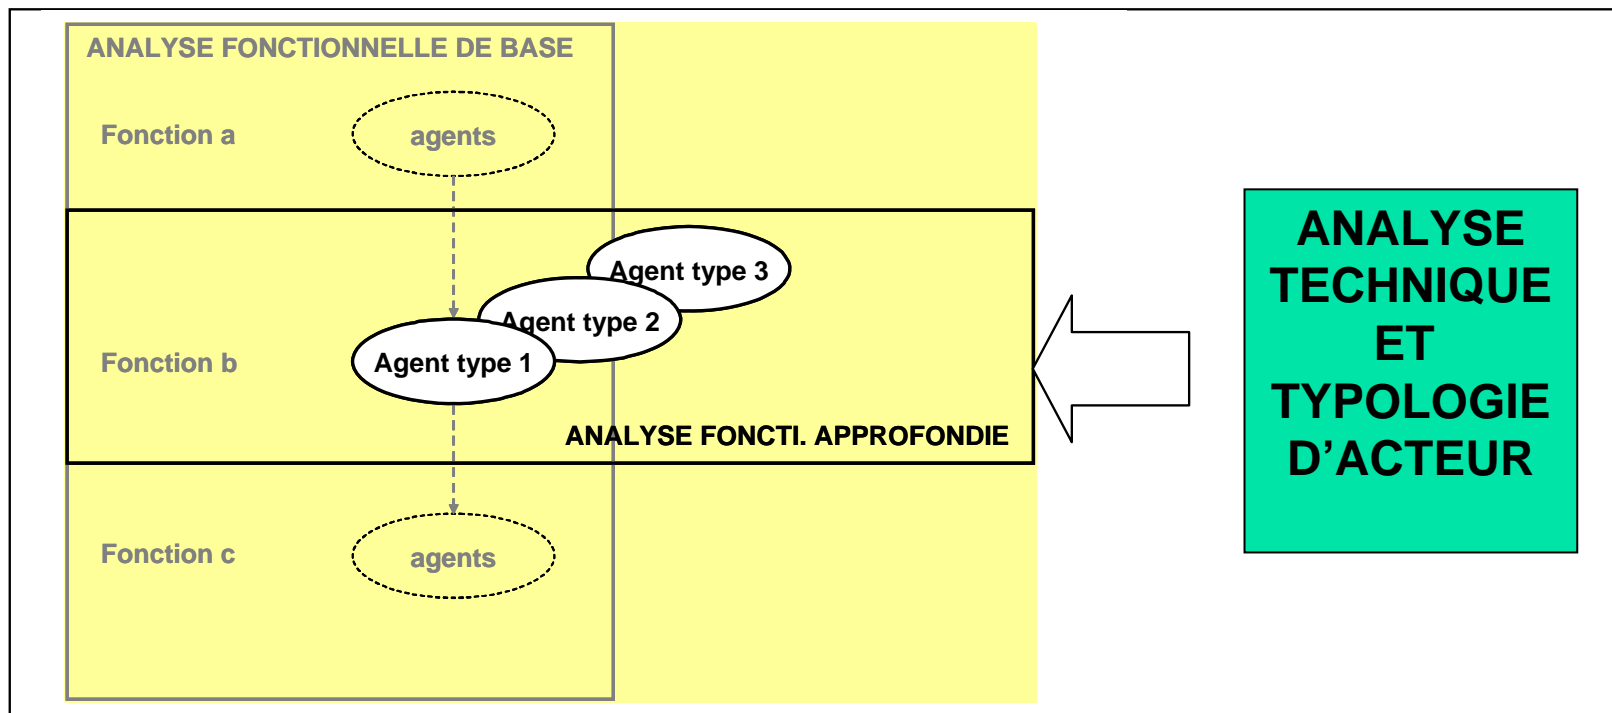 ANALYSE FONCTIONNELLE DE BASE
Fonction a
agents
Agent type 3
Agent type 2
Fonction b
Agent type 1
ANALYSE FONCTI. APPROFONDIE
Fonction c
agents
ANALYSE
TECHNIQUE
ET
TYPOLOGIE
D’ACTEUR